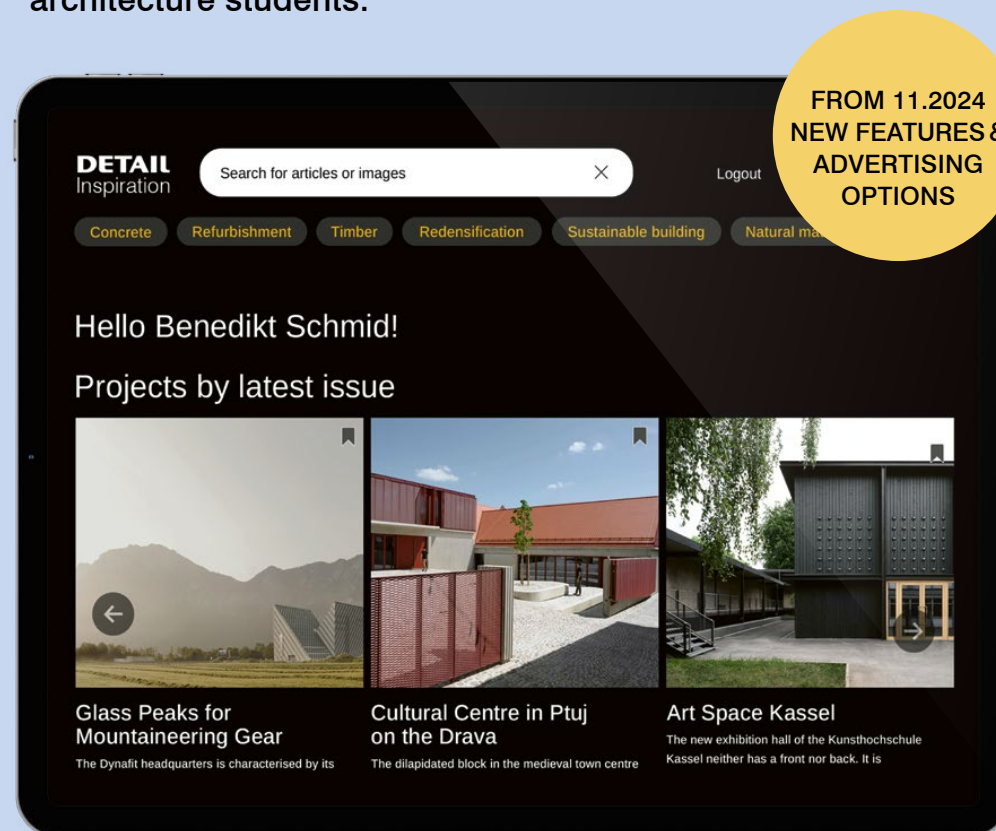 architecture students.
FROM 11.2024
NEW FEATURES &
ADVERTISING
OPTIONS
DETAIL
Inspiration
Search for articles or images
Logout
Concrete
Refurbishment
Timber
Redensification
Sustainable building
Natural
Hello Benedikt Schmid!
Projects by latest issue
Glass Peaks for
Mountaineering Gear
The Dynafit headquarters is characterised by its
Cultural Centre in Ptuj
on the Drava
The dilapidated block in the medieval town centre
Art Space Kassel
The new exhibition hall of the Kunsthochschule
Kassel neither has a front nor back. It is